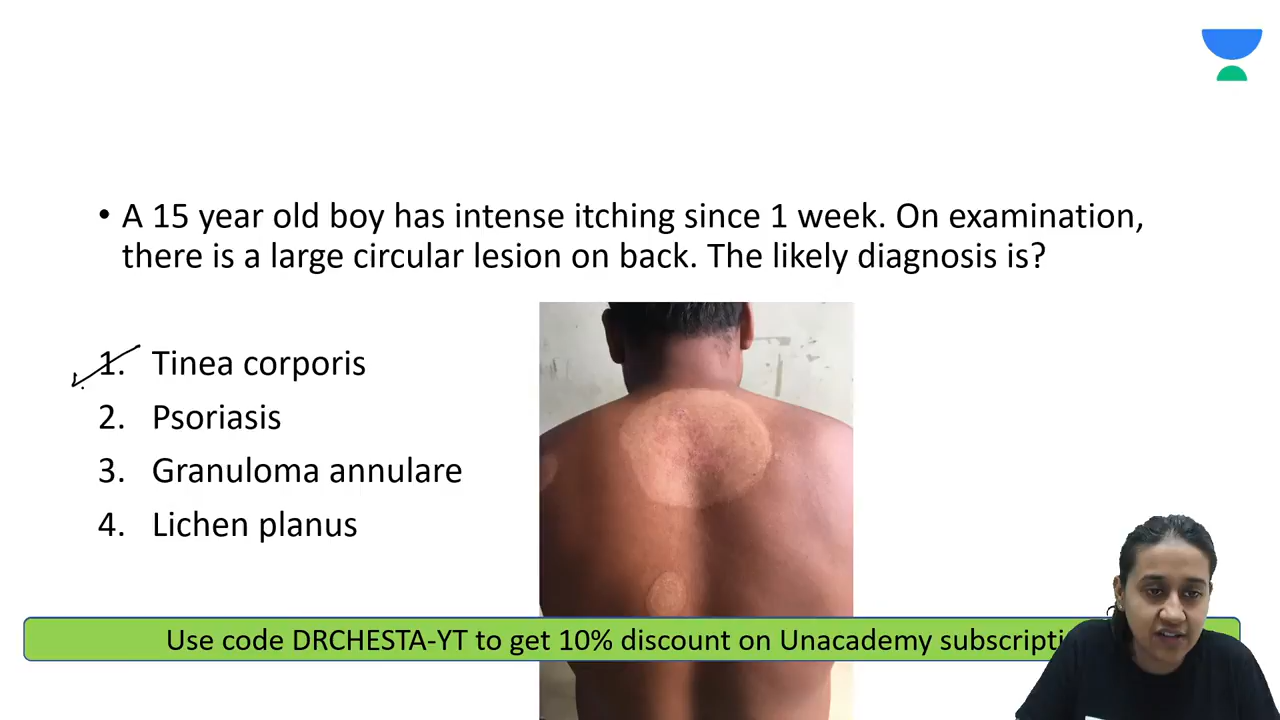 • A 15 year old boy has intense itching since 1 week. On examination,
there is a large circular lesion on back. The likely diagnosis is?
1. Tinea corporis
2. Psoriasis
3. Granuloma annulare
4. Lichen planus
Use code DRCHESTA-YT to get 10% discount on Unacademy